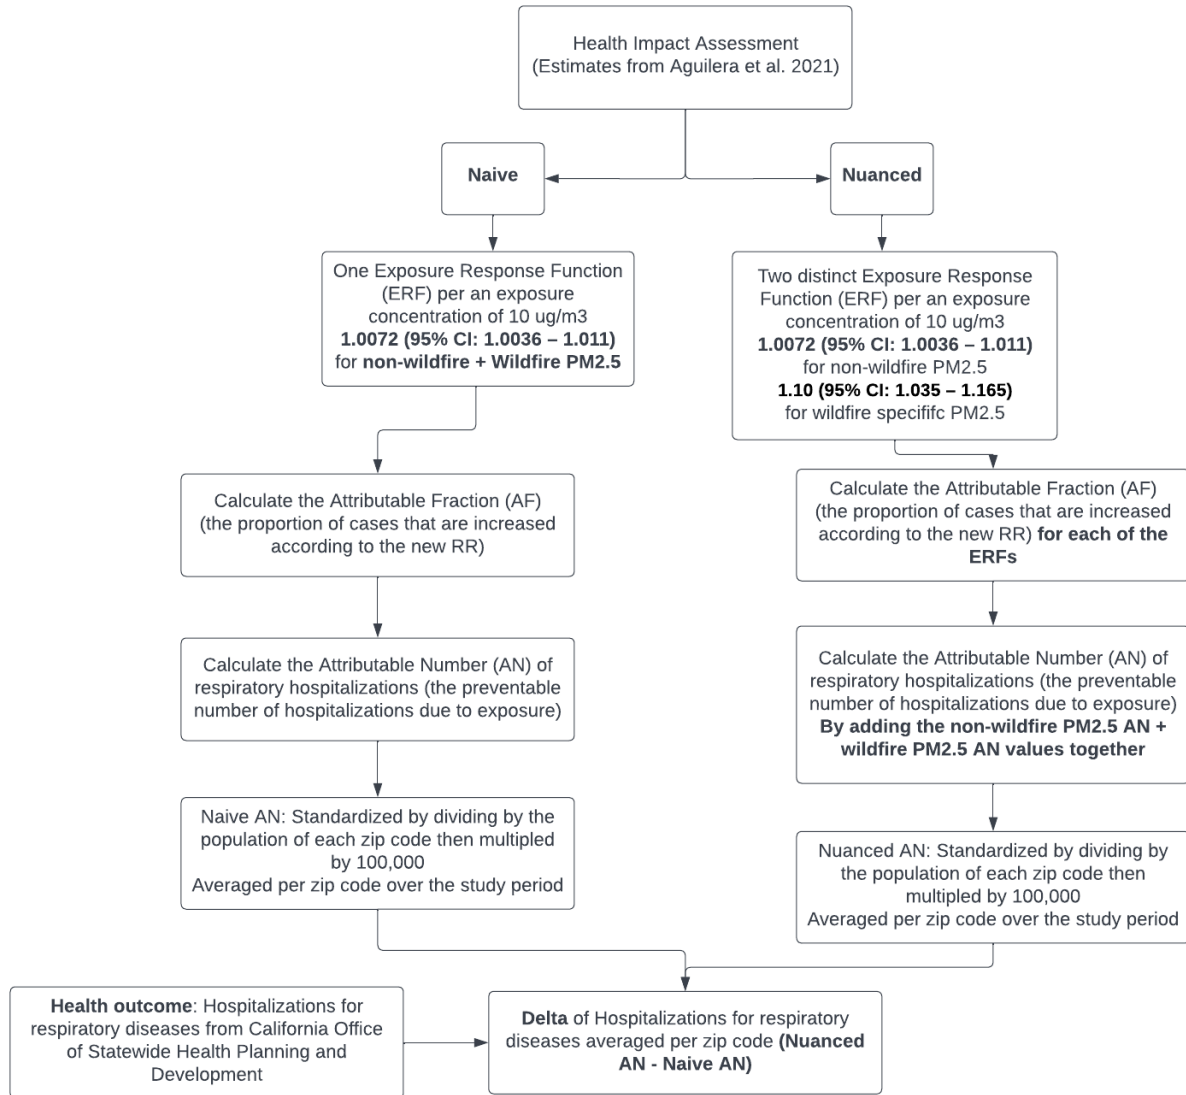 Health Impact Assessment
(Estimates from Aguilera et al. 2021)
Naive
Nuanced
One Exposure Response Function
(ERF) per an exposure
concentration of 10 ug/m3
1.0072 (95% CI: 1.0036 – 1.011)
for non-wildfire + Wildfire PM2.5
Two distinct Exposure Response
Function (ERF) per an exposure
concentration of 10 ug/m3
1.0072 (95% CI: 1.0036 – 1.011)
for non-wildfire PM2.5
1.10 (95% CI: 1.035 – 1.165)
for wildfire specififc PM2.5
Calculate the Attributable Fraction (AF)
(the proportion of cases that are increased
according to the new RR)
Calculate the Attributable Fraction (AF)
(the proportion of cases that are increased
according to the new RR) for each of the
ERFs
Calculate the Attributable Number (AN) of
respiratory hospitalizations (the preventable
number of hospitalizations due to exposure)
Calculate the Attributable Number (AN) of
respiratory hospitalizations (the preventable
number of hospitalizations due to exposure)
By adding the non-wildfire PM2.5 AN +
wildfire PM2.5 AN values together
Naive AN: Standardized by dividing by the
population of each zip code then multipled
by 100,000
Averaged per zip code over the study period
Nuanced AN: Standardized by dividing by
the population of each zip code then
multipled by 100,000
Averaged per zip code over the study period
Health outcome: Hospitalizations for
respiratory diseases from California Office
of Statewide Health Planning and
Development
Delta of Hospitalizations for respiratory
diseases averaged per zip code (Nuanced
AN - Naive AN)